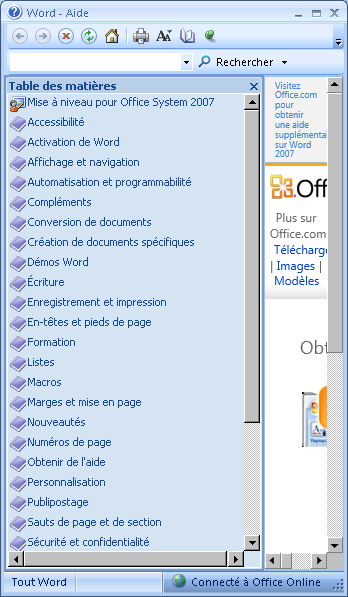 Word - Aide
Rechercher
Table des matières
Mise à niveau pour Office System 2007
Accessibilité
Activation de Word
Affichage et navigation
Automatisation et programmabilité
Compléments
Conversion de documents
Création de documents spécifiques
Démos Word
Écriture
Enregistrement et impression
En-têtes et pieds de page
Formation
Listes
Macros
Marges et mise en page
Nouveautés
Numéros de page
Obtenir de l'aide
Personnalisation
Publipostage
Sauts de page et de section
Sécurité et confidentialité
Visitez
Office.com
pour
obtenir
une aide
supplémenta
sur Word
2007
Off
Plus sur
Office.com
Télécharge
| Images |
Modèles
Obt
Tout Word
Connecté à Office Online